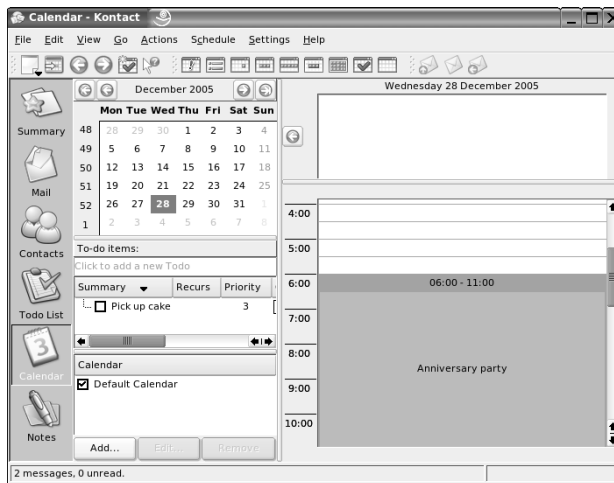 Calendar - Kontact
File Edit View Go Actions Schedule Settings Help
Summary
Mail
Contacts
Todo List
Calendar
Notes
December 2005
Mon Tue Wed Thu Fri Sat Sun
48 28 29 30 1 2 3 4
49 5 6 7 8 9 10 11
50 12 13 14 15 16 17 18
51 19 20 21 22 23 24 25
52 26 27 28 29 30 31 1
1 2 3 4 5 6 7 8
To-do items:
Click to add a new Todo
Summary Recurs Priority
Pick up cake 3
Calendar
Default Calendar
Add... Edit... Remove
Wednesday 28 December 2005
4:00
5:00
6:00 06:00 - 11:00
7:00
8:00
Anniversary party
9:00
10:00
2 messages, 0 unread.